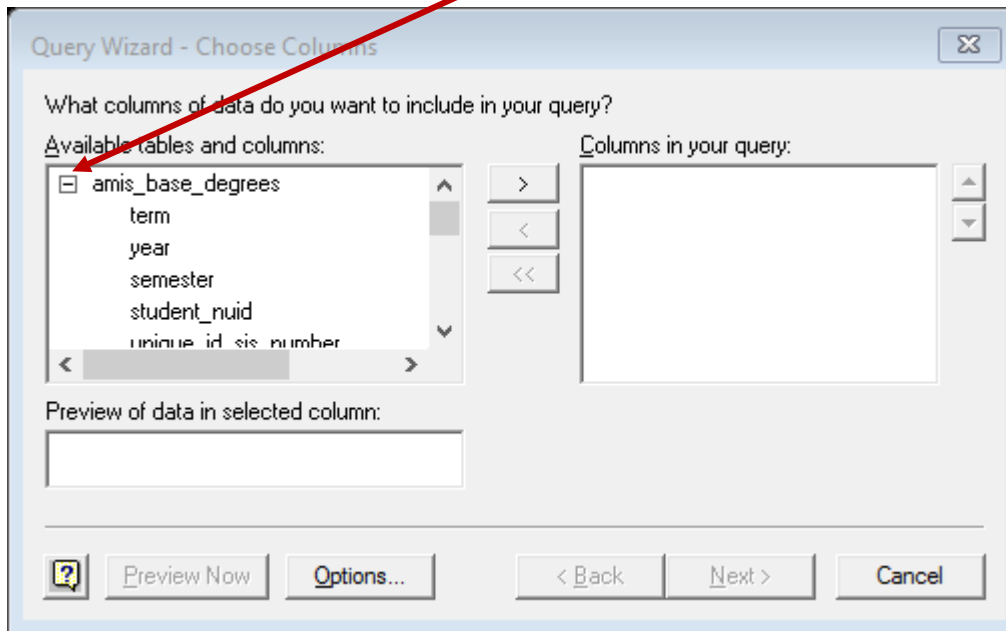 Query Wizard - Choose Columns
What columns of data do you want to include in your query?
Available tables and columns:
Columns in your query:
amis_base_degrees
term
year
semester
student_nuid
unique_id_sis_number
>
<
<<
Preview of data in selected column:
Preview Now
Options...
< Back
Next >
Cancel